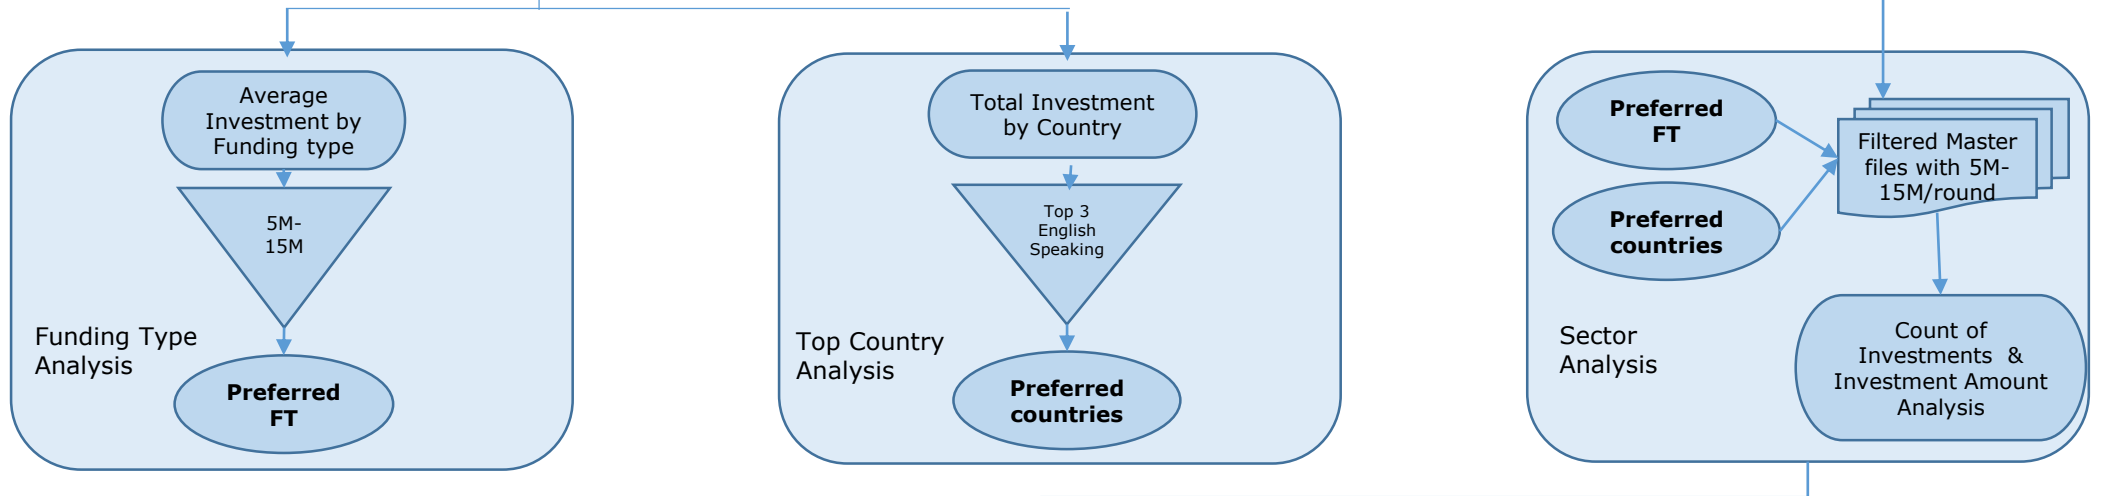 Average
Investment by
Funding type
5M-
15M
Funding Type
Analysis
Preferred
FT
Total Investment
by Country
Top 3
English
Speaking
Top Country
Analysis
Preferred
countries
Preferred
FT
Preferred
countries
Filtered Master
files with 5M-
15M/round
Sector
Analysis
Count of
Investments  &
Investment Amount
Analysis